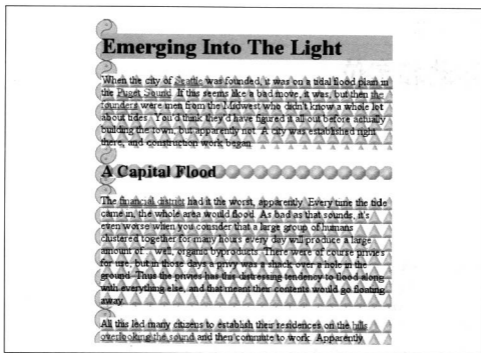 Emerging Into The Light
When the city of Seattle was founded, it was on a tidal flood plain in
the Puget Sound. If this seems like a bad move, it was, but then the
founders were men from the Midwest who didn't know a whole lot
about tides. You'd think they'd have figured it all out before actually
building the town, but apparently not. A city was established right
there, and construction work began.
A Capital Flood
The financial district had it the worst, apparently. Every time the tide
came in, the whole area would flood. As bad as that sounds, it's
even worse when you consider that a large group of humans
clustered together for many hours every day will produce a large
amount of... well, organic byproducts. There were of course privies
for use, but in those days a privy was a shack over a hole in the
ground. Thus the privies has this distressing tendency to flood along
with everything else, and that meant their contents would go floating
away.
All this led many citizens to establish their residences on the hills
overlooking the sound and then commute to work. Apparently